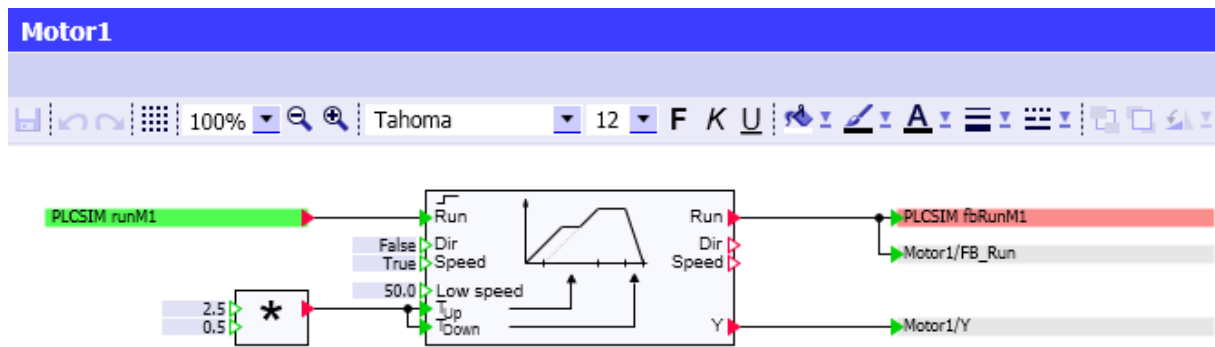 Motor1
100% Tahoma 12 F K U A
PLCSIM runM1 Run Run PLCSIM fbRunM1
False Dir Dir Motor1/FB_Run
True Speed Speed
50.0 Low speed
2.5 * TUp
0.5 TDown Y Motor1/Y